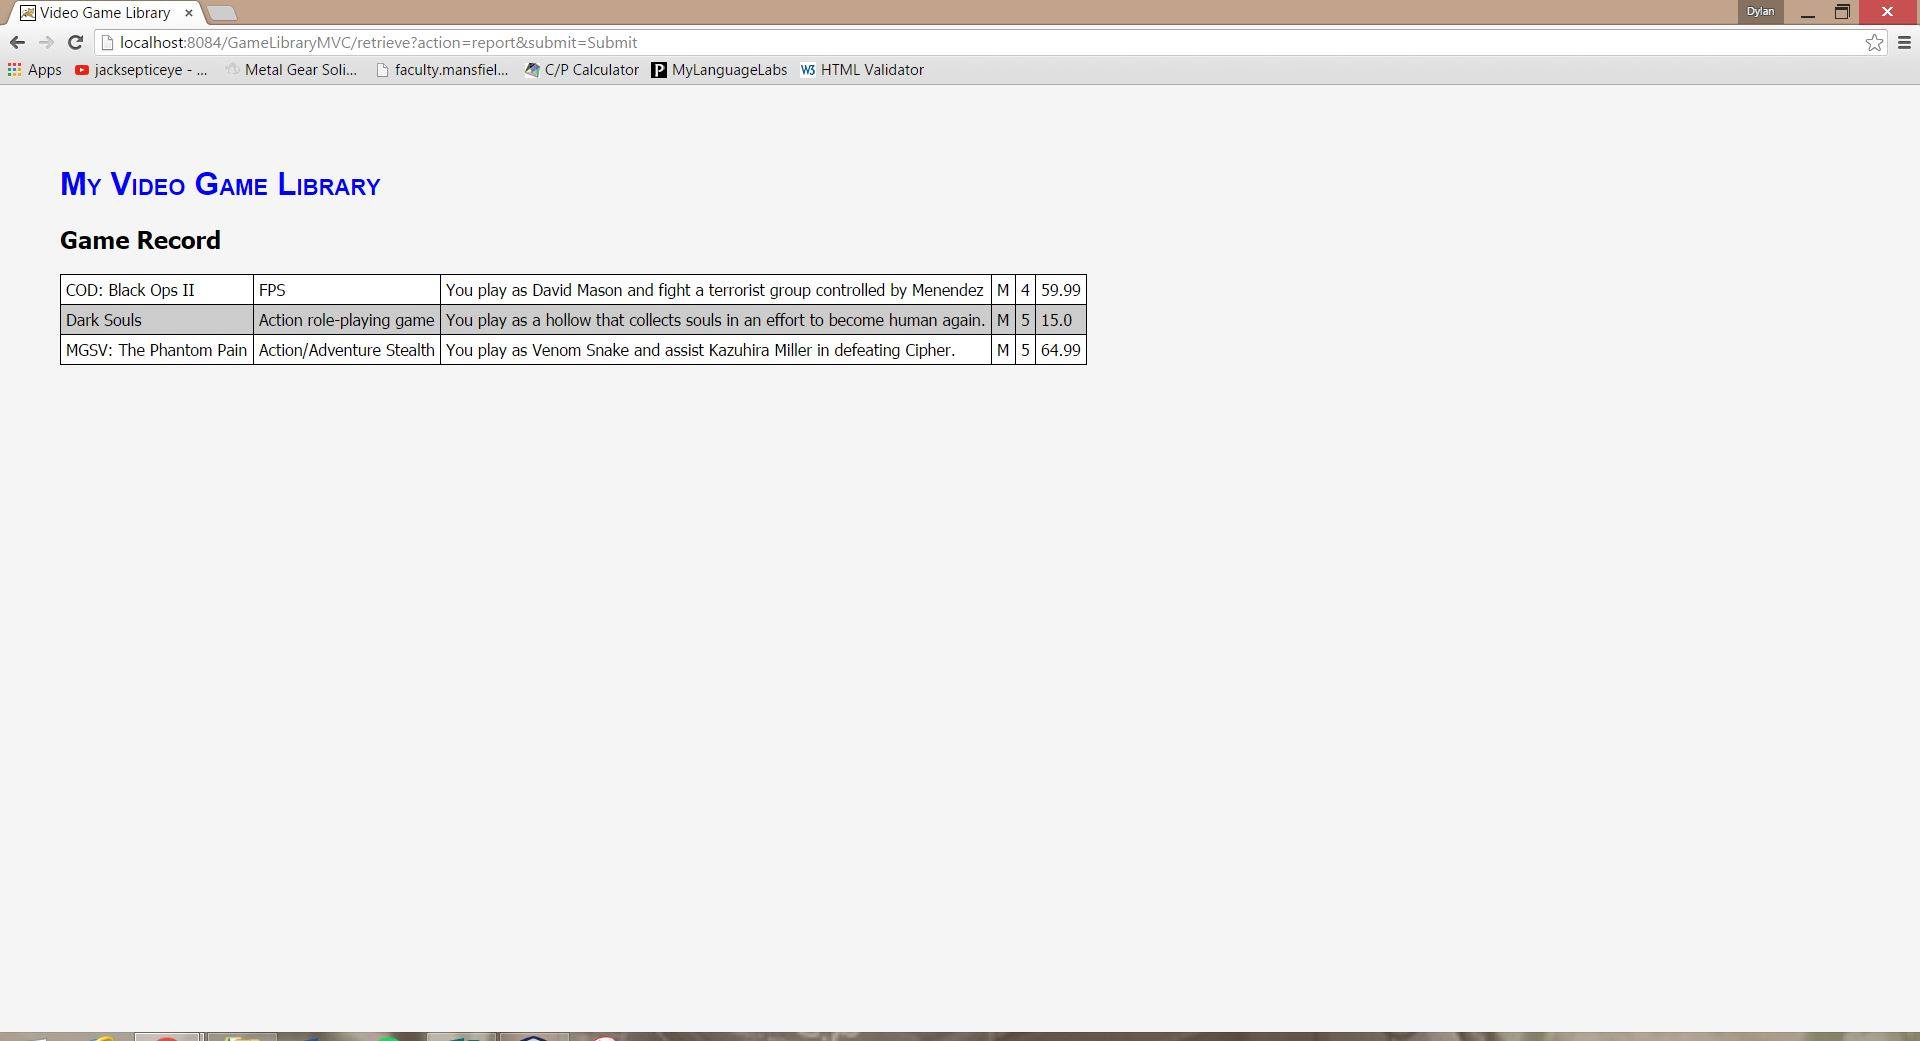 Video Game Library
Dylan
localhost:8084/GameLibraryMVC/retrieve?action=report&submit=Submit
Apps jacksepticeye - ... Metal Gear Soli... faculty.mansfiel... C/P Calculator P MyLanguageLabs W3 HTML Validator
My Video Game Library
Game Record
COD: Black Ops II FPS You play as David Mason and fight a terrorist group controlled by Menendez M 4 59.99
Dark Souls Action role-playing game You play as a hollow that collects souls in an effort to become human again. M 5 15.0
MGSV: The Phantom Pain Action/Adventure Stealth You play as Venom Snake and assist Kazuhira Miller in defeating Cipher. M 5 64.99